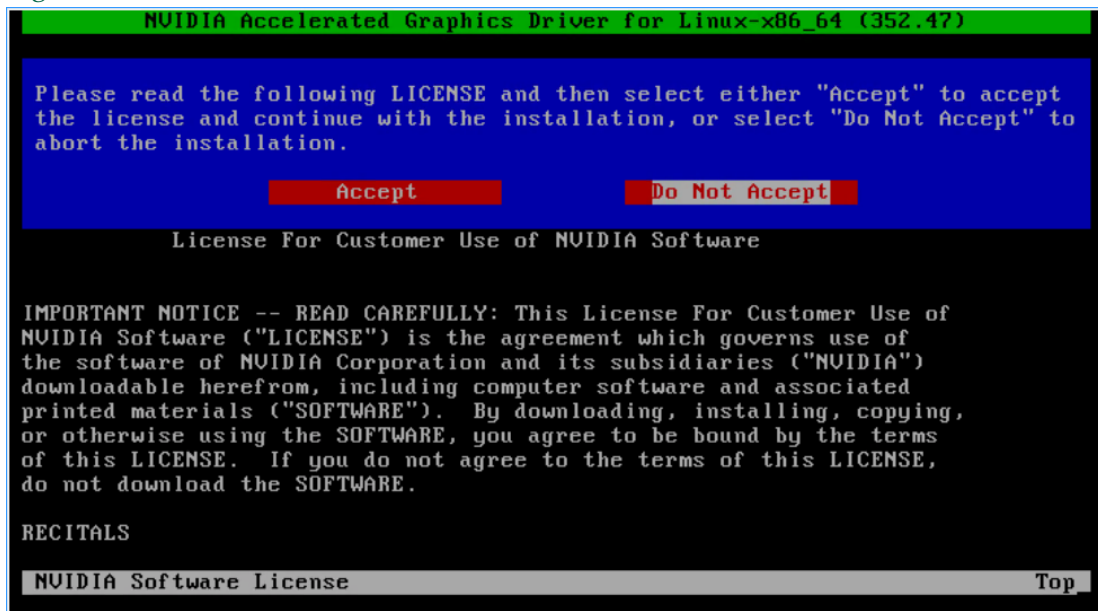 NVIDIA Accelerated Graphics Driver for Linux-x86_64 (352.47)
Please read the following LICENSE and then select either "Accept" to accept
the license and continue with the installation, or select "Do Not Accept" to
abort the installation.
Accept Do Not Accept
License For Customer Use of NVIDIA Software
IMPORTANT NOTICE -- READ CAREFULLY: This License For Customer Use of
NVIDIA Software ("LICENSE") is the agreement which governs use of
the software of NVIDIA Corporation and its subsidiaries ("NVIDIA")
downloadable herefrom, including computer software and associated
printed materials ("SOFTWARE").  By downloading, installing, copying,
or otherwise using the SOFTWARE, you agree to be bound by the terms
of this LICENSE.  If you do not agree to the terms of this LICENSE,
do not download the SOFTWARE.
RECITALS
NVIDIA Software License Top